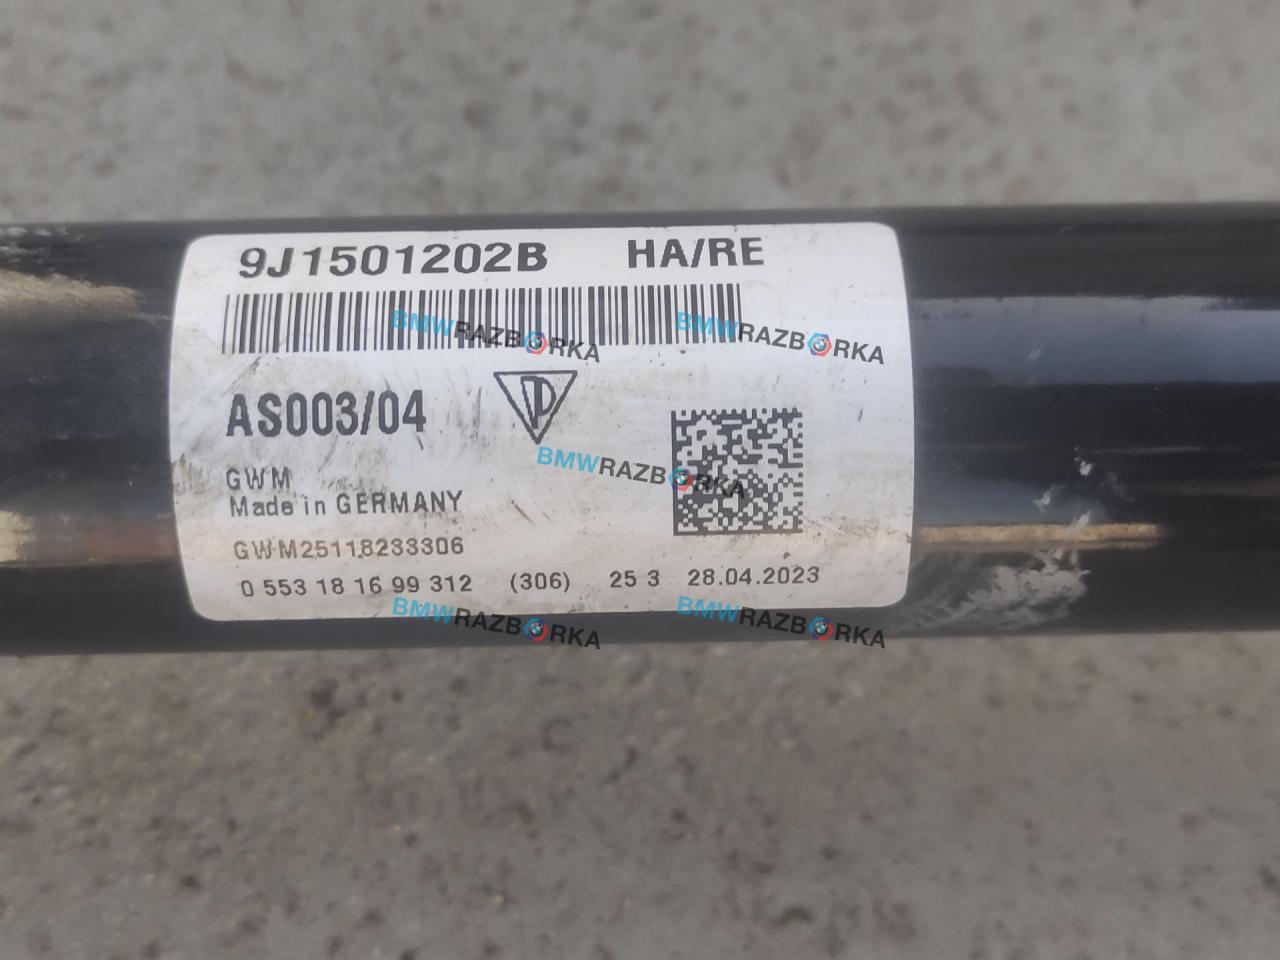 9J1501202B HA/RE
BMWRAZBORKA BMWRAZBORKA
AS003/04
BMWRAZBORKA
GWM
Made in GERMANY
GWM25118233306
0 553 18 16 99 312 (306) 25 3 28.04.2023
BMWRAZBORKA BMWRAZBORKA